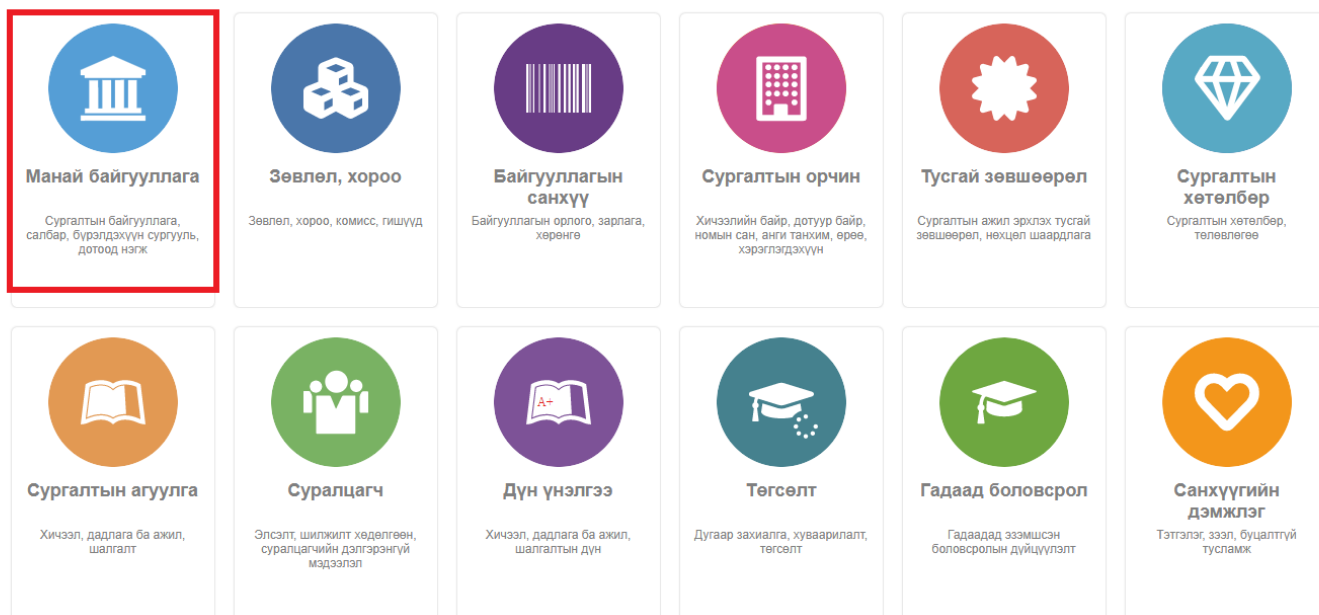 Манай байгууллага
Сургалтын байгууллага,
салбар, бүрэлдэхүүн сургууль,
дотоод нэгж
Зөвлөл, хороо
Зөвлөл, хороо, комисс, гишүүд
Байгууллагын
санхүү
Байгууллагын орлого, зарлага,
хөрөнгө
Сургалтын орчин
Хичээлийн байр, дотуур байр,
номын сан, анги танхим, өрөө,
хэрэглэгдэхүүн
Тусгай зөвшөөрөл
Сургалтын ажил эрхлэх тусгай
зөвшөөрөл, нөхцөл шаардлага
Сургалтын
хөтөлбөр
Сургалтын хөтөлбөр,
төлөвлөгөө
Сургалтын агуулга
Хичээл, дадлага ба ажил,
шалгалт
Суралцагч
Элсэлт, шилжилт хөдөлгөөн,
суралцагчийн дэлгэрэнгүй
мэдээлэл
A+
Дүн үнэлгээ
Хичээл, дадлага ба ажил,
шалгалтын дүн
Төгсөлт
Дугаар захиалга, хуваарилалт,
төгсөлт
Гадаад боловсрол
Гадаадад эзэмшсэн
боловсролын дүйцүүлэлт
Санхүүгийн
дэмжлэг
Тэтгэлэг, зээл, буцалтгүй
тусламж